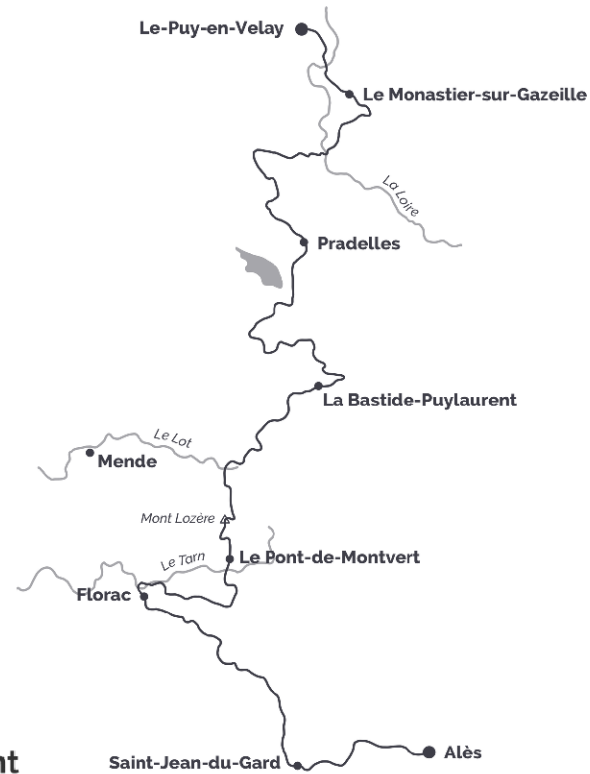 Le-Puy-en-Velay
Le Monastier-sur-Gazeille
La Loire
Pradelles
La Bastide-Puylaurent
Le Lot
Mende
Mont Lozère
Le Pont-de-Montvert
Le Tarn
Florac
nt
Saint-Jean-du-Gard
Alès